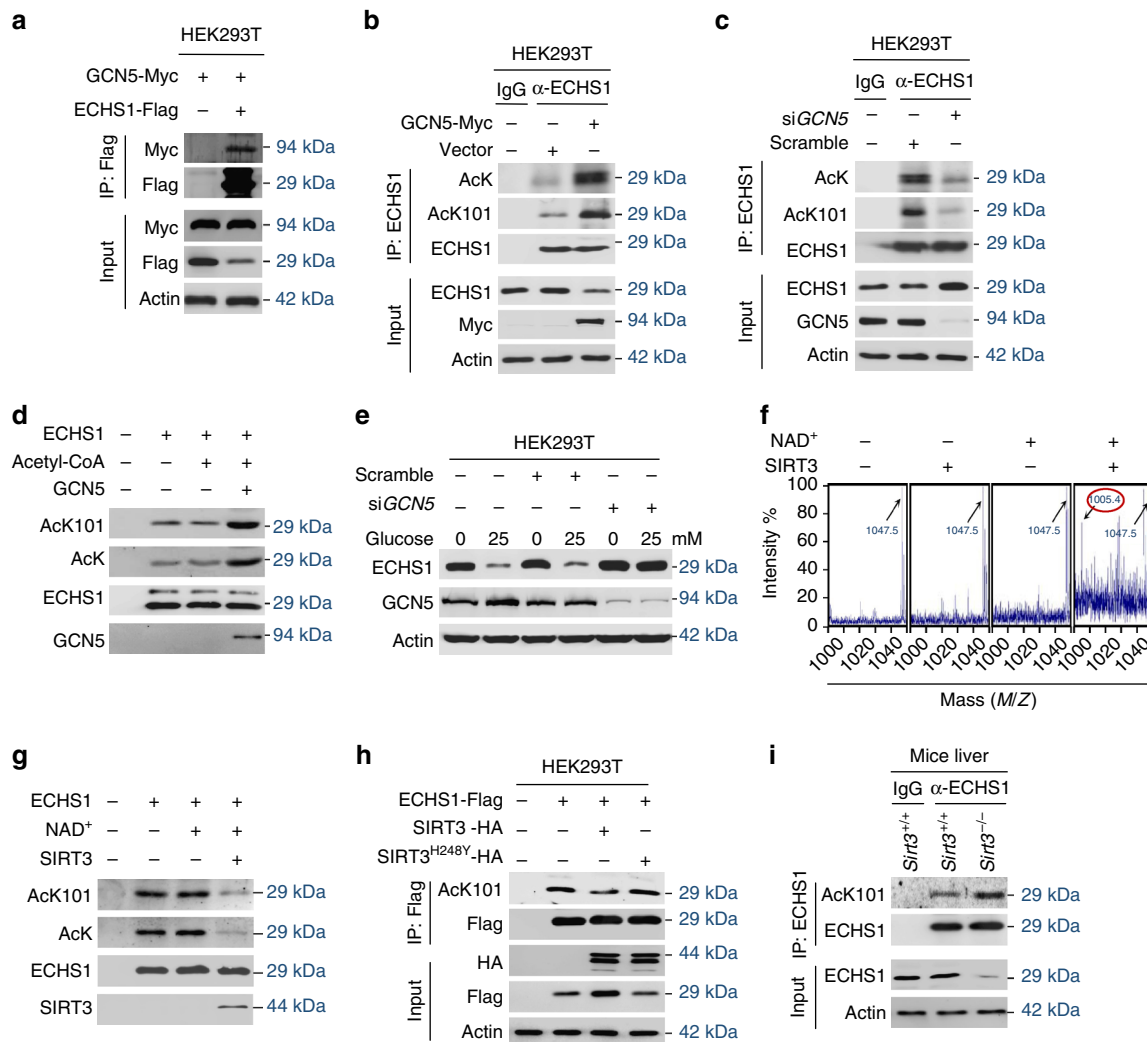 a
HEK293T
GCN5-Myc + +
ECHS1-Flag – +
IP: Flag
Myc 94 kDa
Flag 29 kDa
Input
Myc 94 kDa
Flag 29 kDa
Actin 42 kDa
b
HEK293T
IgG α-ECHS1
GCN5-Myc – – +
Vector – + –
IP: ECHS1
AcK 29 kDa
AcK101 29 kDa
ECHS1 29 kDa
Input
ECHS1 29 kDa
Myc 94 kDa
Actin 42 kDa
c
HEK293T
IgG α-ECHS1
siGCN5 – – +
Scramble – + –
IP: ECHS1
AcK 29 kDa
AcK101 29 kDa
ECHS1 29 kDa
Input
ECHS1 29 kDa
GCN5 94 kDa
Actin 42 kDa
d
ECHS1 – + + +
Acetyl-CoA – – + +
GCN5 – – – +
AcK101 29 kDa
AcK 29 kDa
ECHS1 29 kDa
GCN5 94 kDa
e
HEK293T
Scramble – – + + – –
siGCN5 – – – – + +
Glucose 0 25 0 25 0 25 mM
ECHS1 29 kDa
GCN5 94 kDa
Actin 42 kDa
f
NAD+ – – + +
SIRT3 – + – +
Intensity %
100
80
60
40
20
0
1047.5 1047.5 1047.5 1005.4 1047.5
1000 1020 1040 1000 1020 1040 1000 1020 1040 1000 1020 1040
Mass (M/Z)
g
ECHS1 – + + +
NAD+ – – + +
SIRT3 – – – +
AcK101 29 kDa
AcK 29 kDa
ECHS1 29 kDa
SIRT3 44 kDa
h
HEK293T
ECHS1-Flag – + + +
SIRT3 -HA – – + –
SIRT3H248Y-HA – – – +
IP: Flag
AcK101 29 kDa
Flag 29 kDa
Input
HA 44 kDa
Flag 29 kDa
Actin 42 kDa
i
Mice liver
IgG α-ECHS1
Sirt3+/+ Sirt3+/+ Sirt3–/–
IP: ECHS1
AcK101 29 kDa
ECHS1 29 kDa
Input
ECHS1 29 kDa
Actin 42 kDa